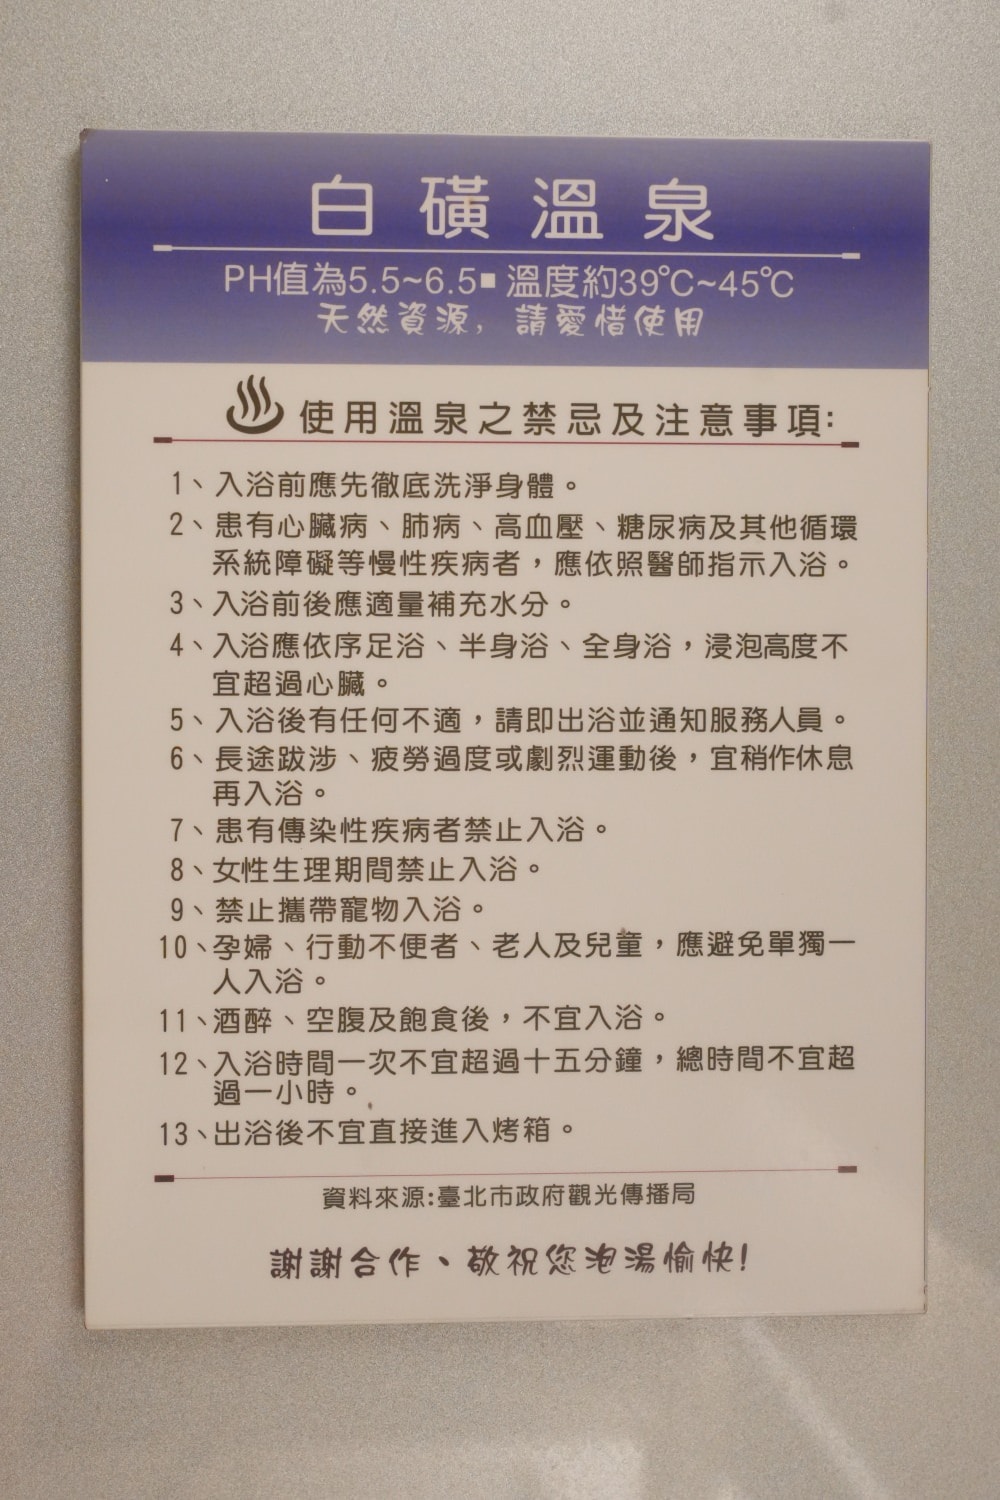 白磺溫泉
PH值為5.5~6.5■溫度約39℃~45℃
天然資源，請愛惜使用
使用溫泉之禁忌及注意事項:
1、入浴前應先徹底洗淨身體。
2、患有心臟病、肺病、高血壓、糖尿病及其他循環
系統障礙等慢性疾病者，應依照醫師指示入浴。
3、入浴前後應適量補充水分。
4、入浴應依序足浴、半身浴、全身浴，浸泡高度不
宜超過心臟。
5、入浴後有任何不適，請即出浴並通知服務人員。
6、長途跋涉、疲勞過度或劇烈運動後，宜稍作休息
再入浴。
7、患有傳染性疾病者禁止入浴。
8、女性生理期間禁止入浴。
9、禁止攜帶寵物入浴。
10、孕婦、行動不便者、老人及兒童，應避免單獨一
人入浴。
11、酒醉、空腹及飽食後，不宜入浴。
12、入浴時間一次不宜超過十五分鐘，總時間不宜超
過一小時。
13、出浴後不宜直接進入烤箱。
資料來源:臺北市政府觀光傳播局
謝謝合作、敬祝您泡湯愉快!